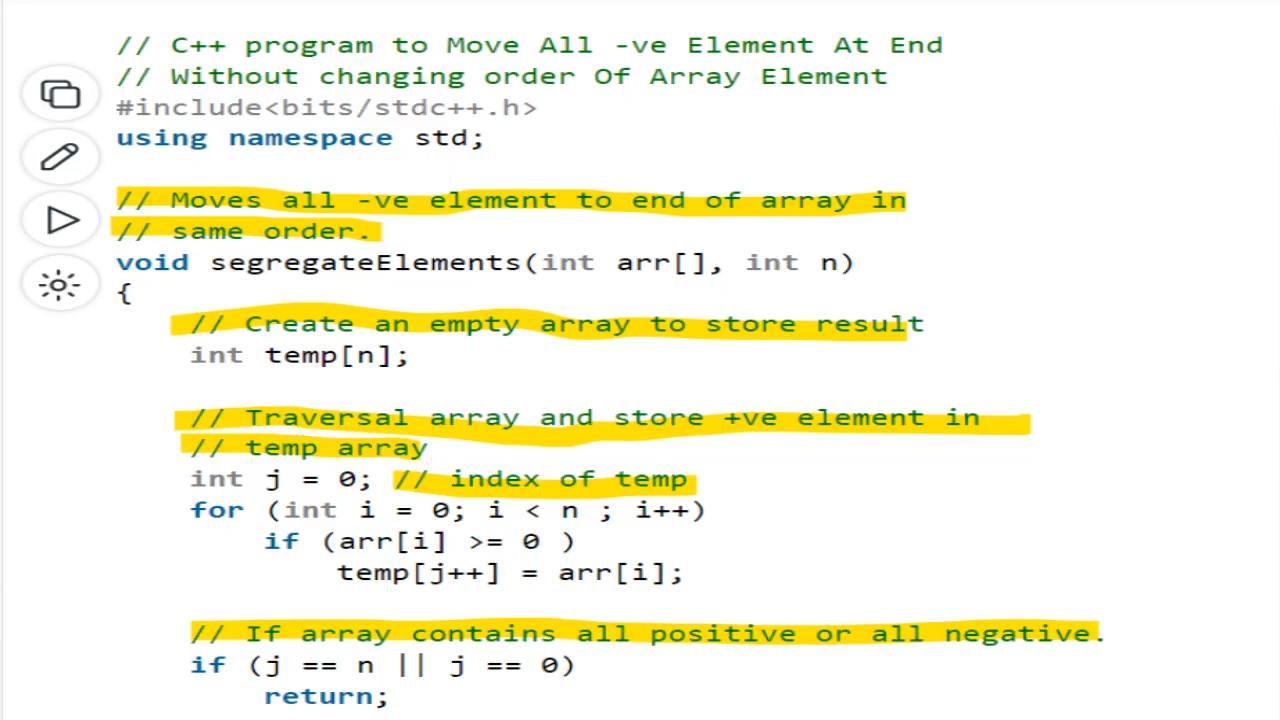 // C++ program to Move All -ve Element At End
// Without changing order Of Array Element
#include<bits/stdc++.h>
using namespace std;
// Moves all -ve element to end of array in
// same order.
void segregateElements(int arr[], int n)
{
// Create an empty array to store result
int temp[n];
// Traversal array and store +ve element in
// temp array
int j = 0; // index of temp
for (int i = 0; i < n ; i++)
if (arr[i] >= 0 )
temp[j++] = arr[i];
// If array contains all positive or all negative.
if (j == n || j == 0)
return;